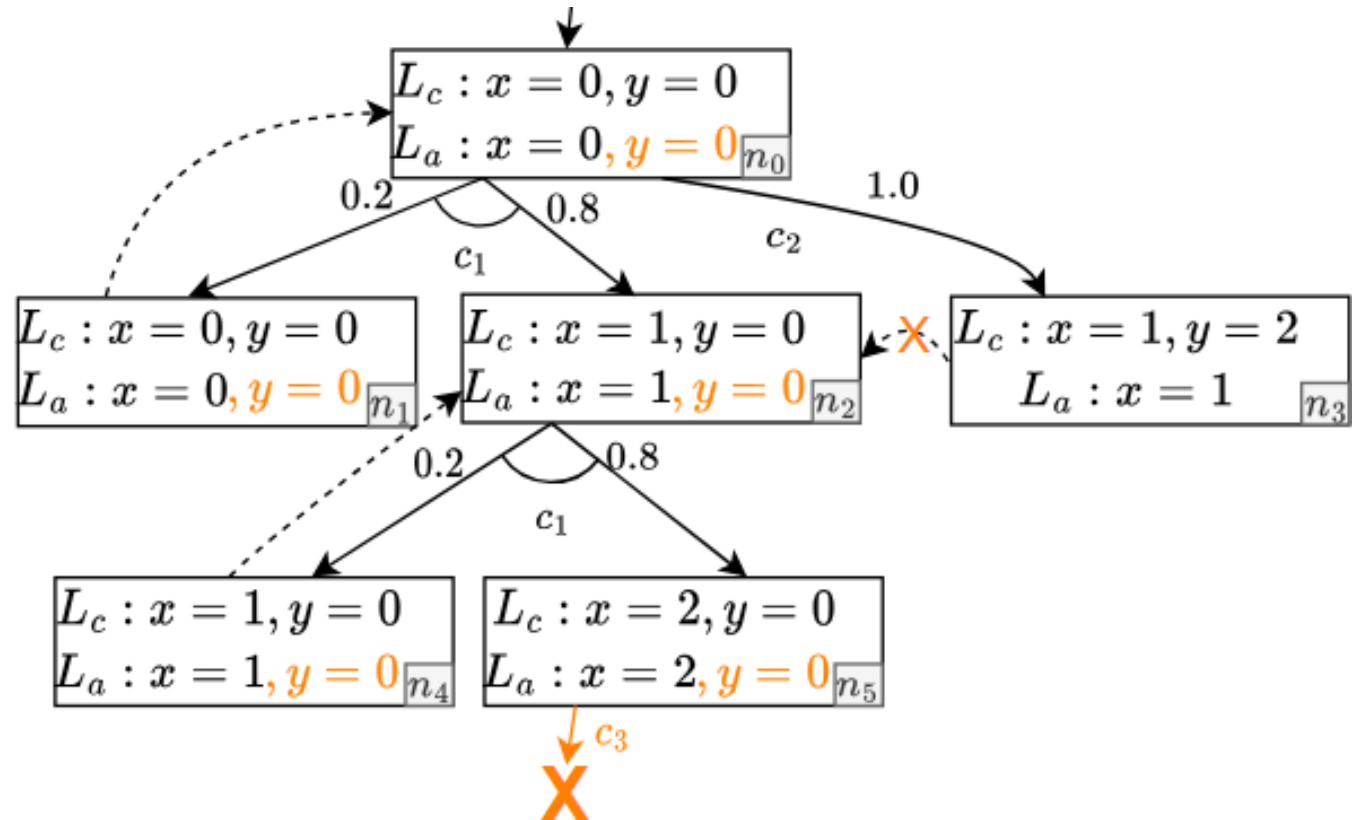 L_c : x = 0, y = 0
L_a : x = 0, y = 0
n_0
0.2
0.8
c_1
1.0
c_2
L_c : x = 0, y = 0
L_a : x = 0, y = 0
n_1
L_c : x = 1, y = 0
L_a : x = 1, y = 0
n_2
X
L_c : x = 1, y = 2
L_a : x = 1
n_3
0.2
0.8
c_1
L_c : x = 1, y = 0
L_a : x = 1, y = 0
n_4
L_c : x = 2, y = 0
L_a : x = 2, y = 0
n_5
c_3
X